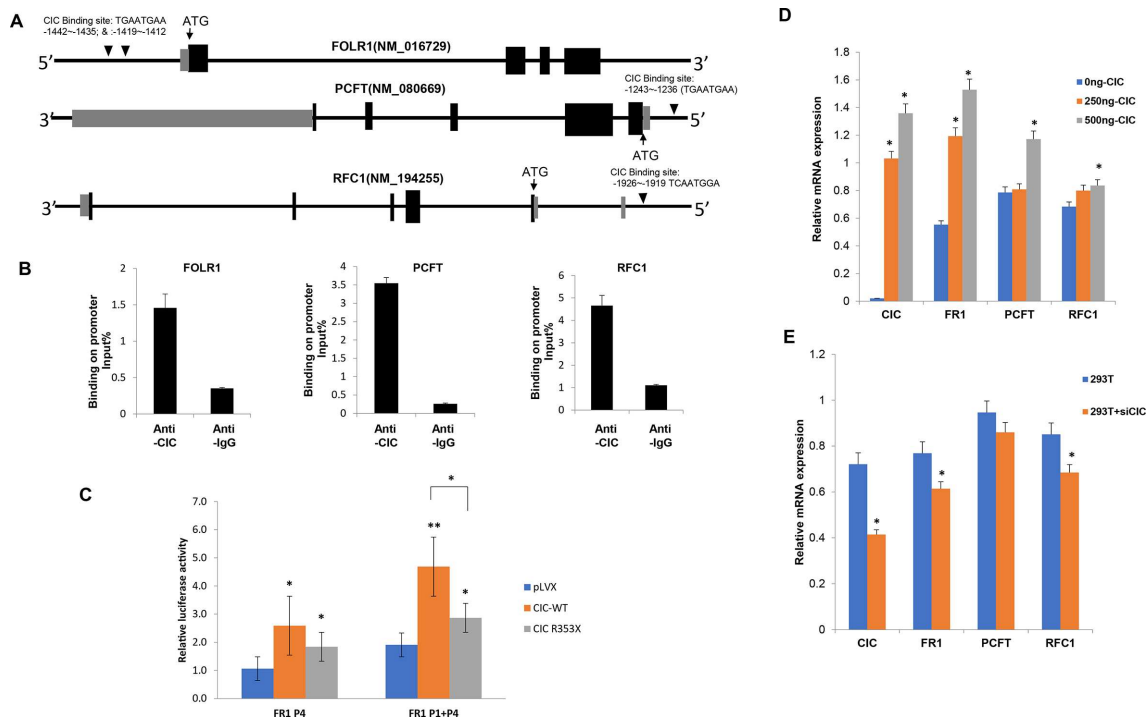 A
CIC Binding site: TGAATGAA
-1442~-1435; & :-1419~-1412
ATG
FOLR1(NM_016729)
5’
3’
PCFT(NM_080669)
CIC Binding site:
-1243~-1236 (TGAATGAA)
3’
5’
ATG
RFC1(NM_194255)
ATG
CIC Binding site:
-1926~-1919 TCAATGGA
3’
5’
B
FOLR1
Binding on promoter
Input%
2
1.5
1
0.5
0
Anti
-CIC
Anti
-IgG
PCFT
Binding on promoter
Input%
4
3.5
3
2.5
2
1.5
1
0.5
0
Anti
-CIC
Anti
-IgG
RFC1
Binding on promoter
Input%
6
5
4
3
2
1
0
Anti
-CIC
Anti
-IgG
C
Relative luciferase activity
7.0
6.0
5.0
4.0
3.0
2.0
1.0
0.0
*
*
*
**
*
FR1 P4
FR1 P1+P4
pLVX
CIC-WT
CIC R353X
D
Relative mRNA expression
1.8
1.6
1.4
1.2
1
0.8
0.6
0.4
0.2
0
*
*
*
*
*
*
CIC
FR1
PCFT
RFC1
0ng-CIC
250ng-CIC
500ng-CIC
E
Relative mRNA expression
1.2
1
0.8
0.6
0.4
0.2
0
*
*
*
CIC
FR1
PCFT
RFC1
293T
293T+siCIC